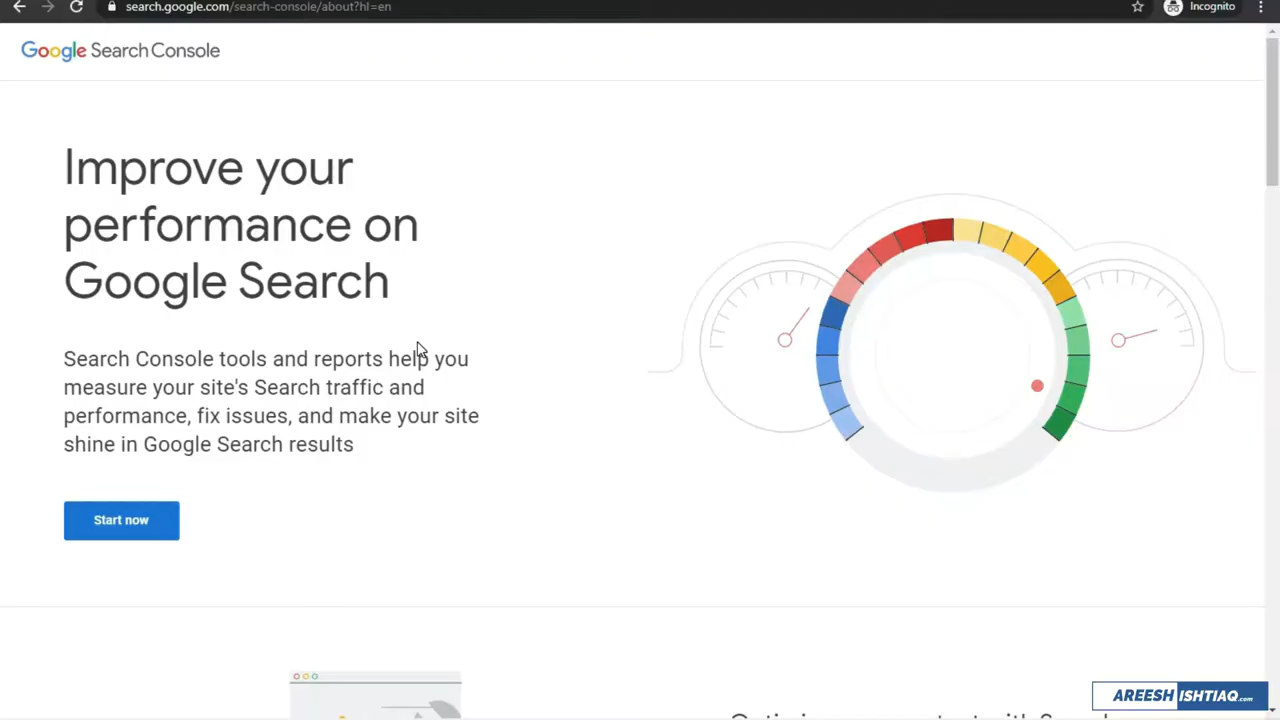 search.google.com/search-console/about?hl=en
Incognito
Google Search Console
Improve your
performance on
Google Search
Search Console tools and reports help you
measure your site's Search traffic and
performance, fix issues, and make your site
shine in Google Search results
Start now
AREESHISHTIAQ.com